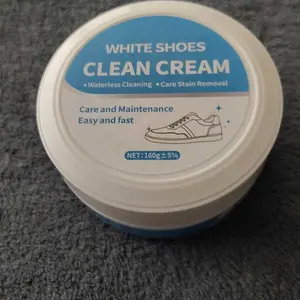 WHITE SHOES
CLEAN CREAM
• Waterless Cleaning • Care Stain Removal
Care and Maintenance
Easy and fast
NET: 160g±5%